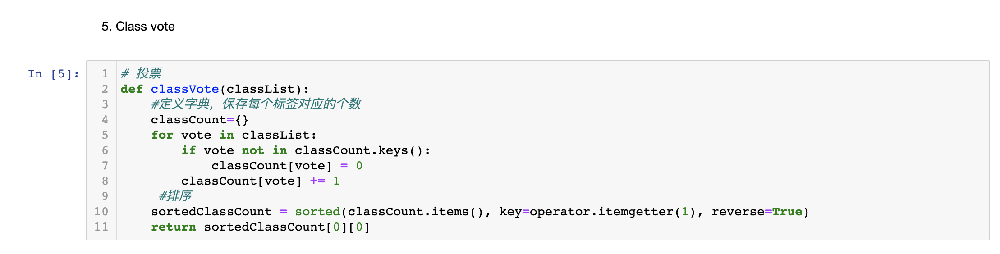 5. Class vote
In [5]:
1 # 投票
2 def classVote(classList):
3     #定义字典, 保存每个标签对应的个数
4     classCount={}
5     for vote in classList:
6         if vote not in classCount.keys():
7             classCount[vote] = 0
8         classCount[vote] += 1
9      #排序
10     sortedClassCount = sorted(classCount.items(), key=operator.itemgetter(1), reverse=True)
11     return sortedClassCount[0][0]